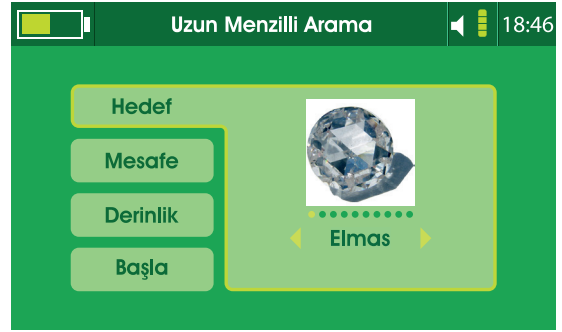 Uzun Menzilli Arama
18:46
Hedef
Mesafe
Derinlik
Başla
Elmas